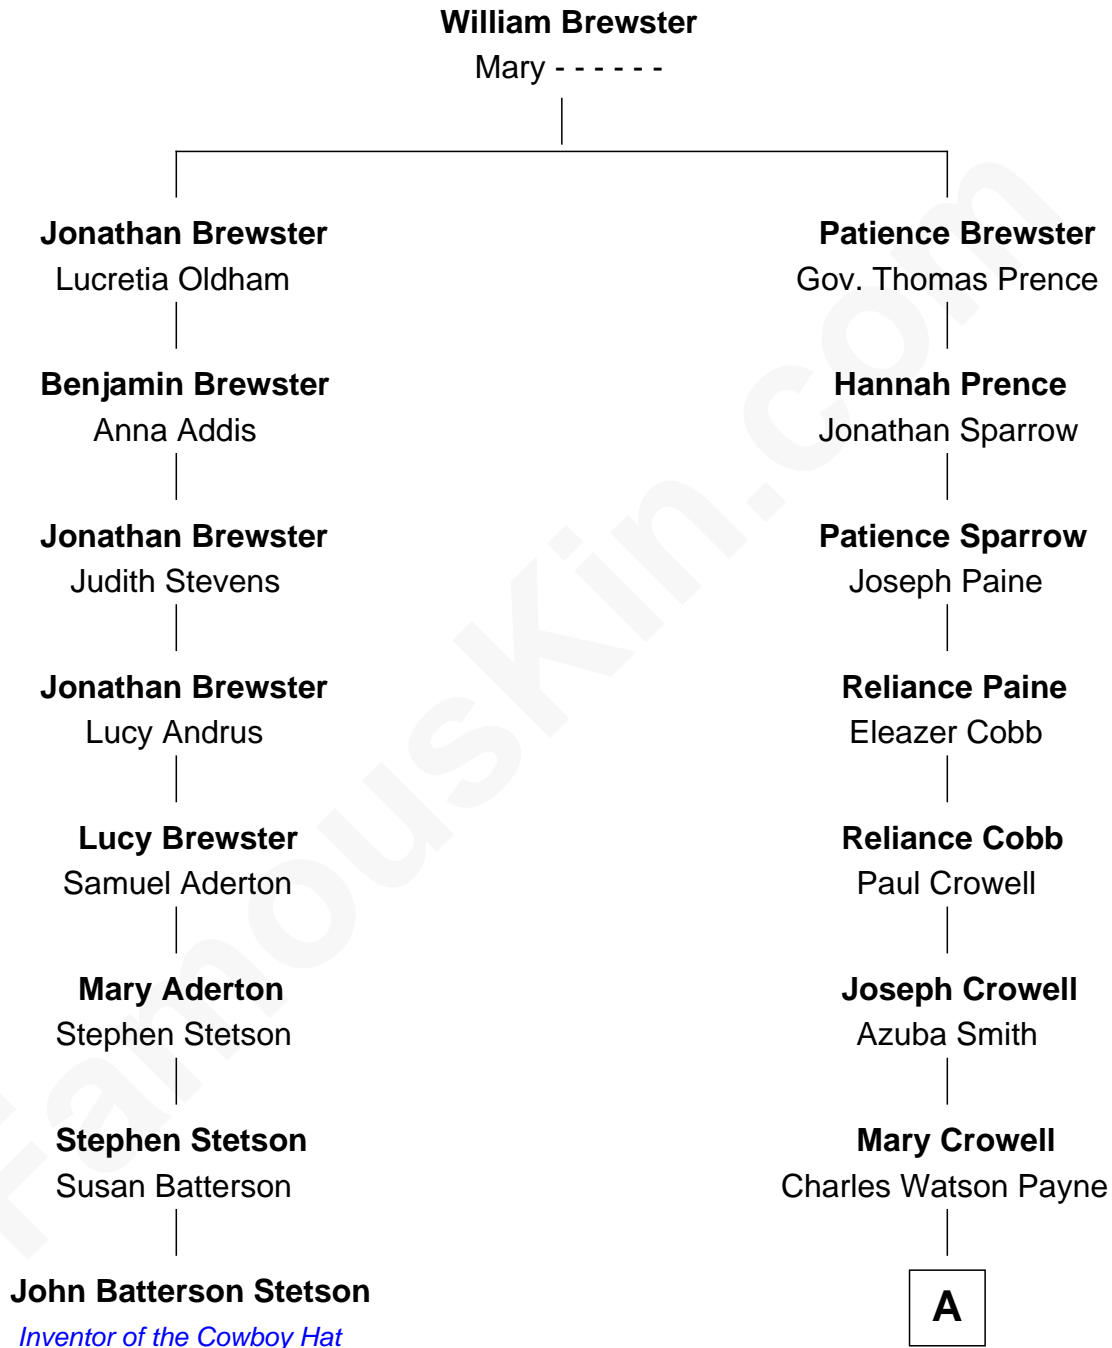 William Brewster
Mary - - - - - -
Jonathan Brewster
Lucretia Oldham
Patience Brewster
Gov. Thomas Prence
Benjamin Brewster
Anna Addis
Hannah Prence
Jonathan Sparrow
Jonathan Brewster
Judith Stevens
Patience Sparrow
Joseph Paine
Jonathan Brewster
Lucy Andrus
Reliance Paine
Eleazer Cobb
Lucy Brewster
Samuel Aderton
Reliance Cobb
Paul Crowell
Mary Aderton
Stephen Stetson
Joseph Crowell
Azuba Smith
Stephen Stetson
Susan Batterson
Mary Crowell
Charles Watson Payne
John Batterson Stetson
Inventor of the Cowboy Hat
A
FamousKin.com